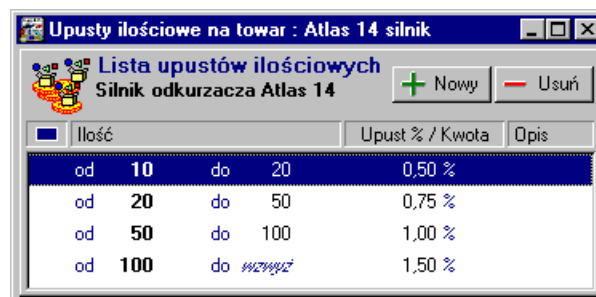 Upusty ilościowe na towar : Atlas 14 silnik
Lista upustów ilościowych
Silnik odkurzacza Atlas 14
Nowy
Usuń
Ilość Upust % / Kwota Opis
od 10 do 20 0,50 %
od 20 do 50 0,75 %
od 50 do 100 1,00 %
od 100 do wzwyż 1,50 %